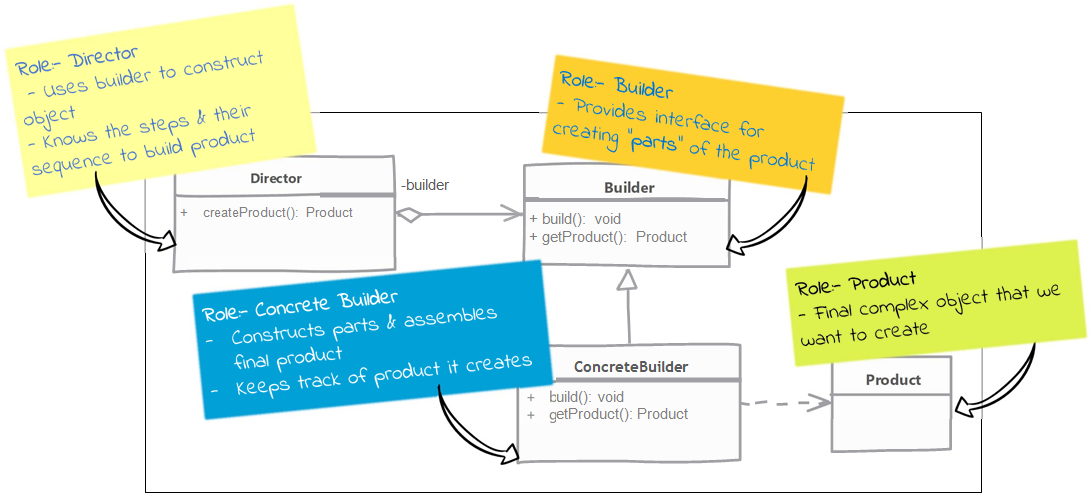 Role:- Director
- Uses builder to construct
object
- Knows the steps & their
sequence to build product
Role:- Builder
- Provides interface for
creating "parts" of the product
Director
+ createProduct(): Product
-builder
Builder
+ build(): void
+ getProduct(): Product
Role:- Concrete Builder
- Constructs parts & assembles
final product
- Keeps track of product it creates
Role:- Product
- Final complex object that we
want to create
ConcreteBuilder
+ build(): void
+ getProduct(): Product
Product